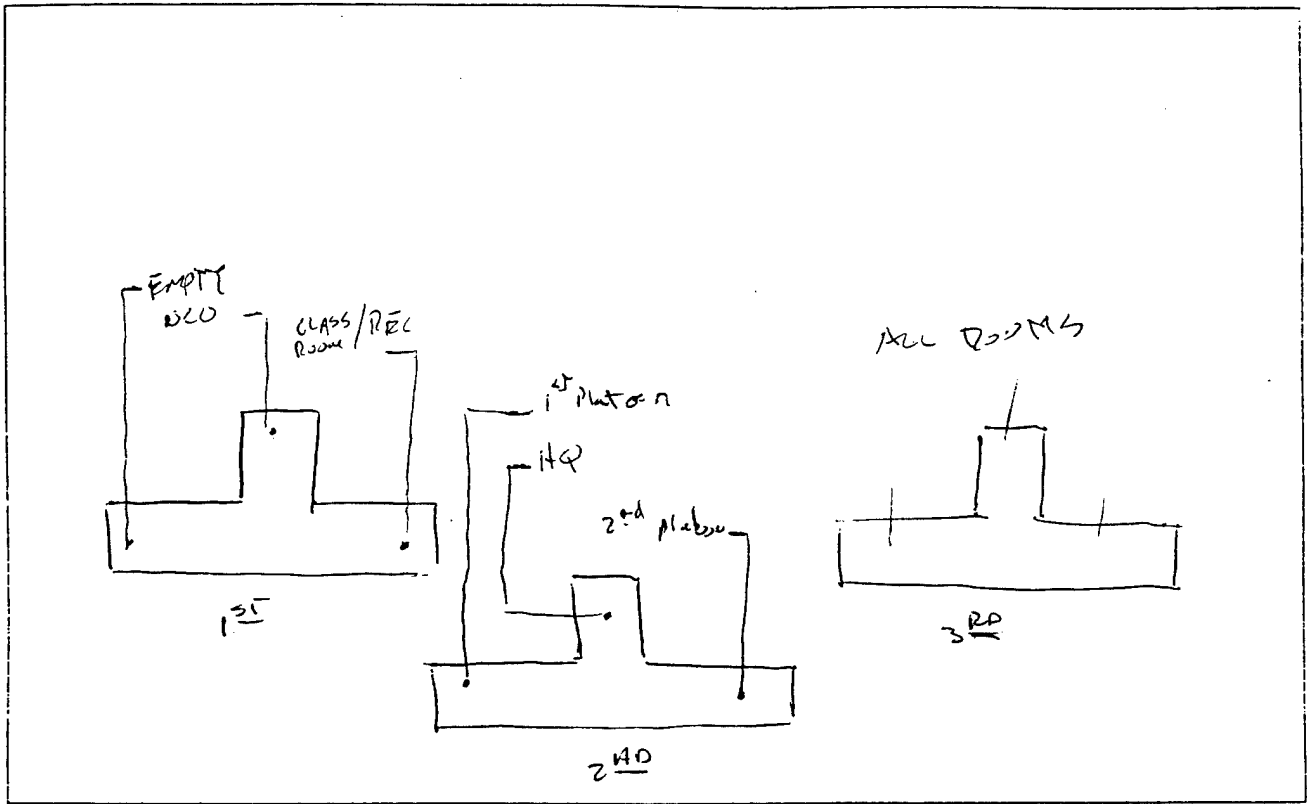 EMPTY
NCO
CLASS/REC
ROOM
1ST
1st Platoon
HQ
2nd platoon
2ND
ALL ROOMS
3RD